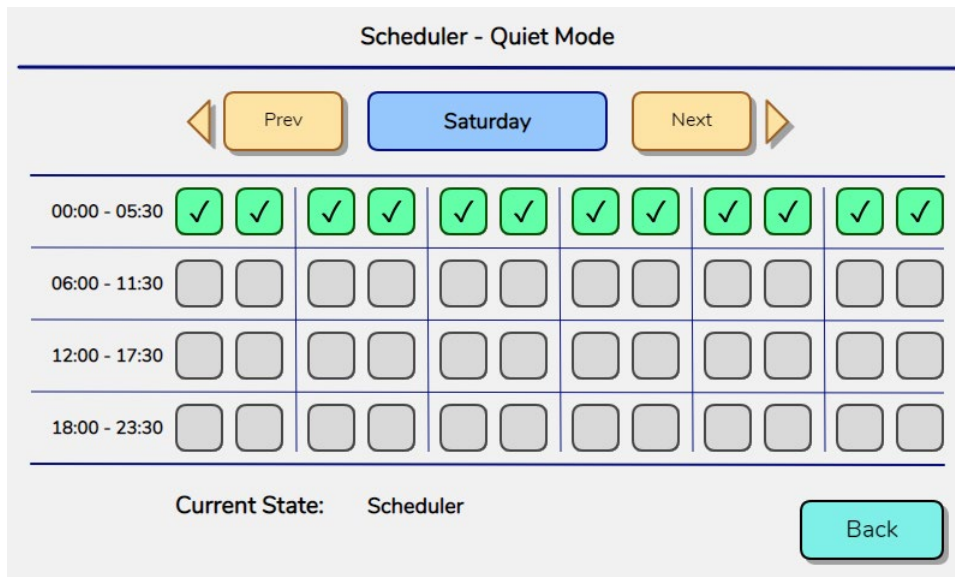 Scheduler - Quiet Mode
Prev Saturday Next
00:00 - 05:30 ✓ ✓ ✓ ✓ ✓ ✓ ✓ ✓ ✓ ✓ ✓ ✓
06:00 - 11:30
12:00 - 17:30
18:00 - 23:30
Current State: Scheduler
Back